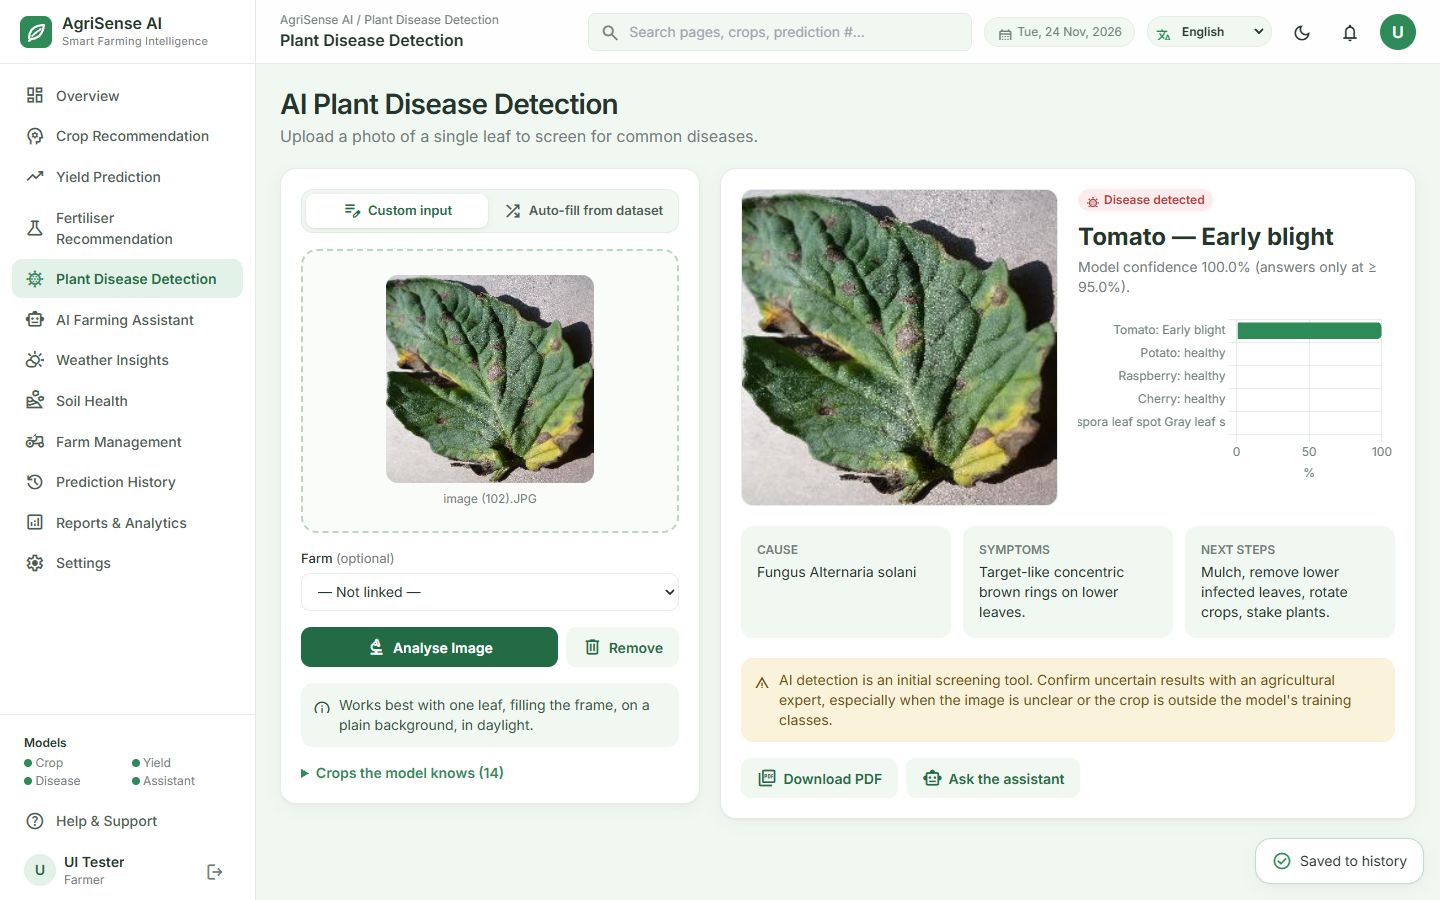 AgriSense AI
Smart Farming Intelligence
AgriSense AI / Plant Disease Detection
Plant Disease Detection
Search pages, crops, prediction #...
Tue, 24 Nov, 2026
English
U
Overview
Crop Recommendation
Yield Prediction
Fertiliser
Recommendation
Plant Disease Detection
AI Farming Assistant
Weather Insights
Soil Health
Farm Management
Prediction History
Reports & Analytics
Settings
Models
Crop
Yield
Disease
Assistant
Help & Support
U
UI Tester
Farmer
AI Plant Disease Detection
Upload a photo of a single leaf to screen for common diseases.
Custom input
Auto-fill from dataset
image (102).JPG
Farm (optional)
— Not linked —
Analyse Image
Remove
Works best with one leaf, filling the frame, on a
plain background, in daylight.
Crops the model knows (14)
Disease detected
Tomato — Early blight
Model confidence 100.0% (answers only at ≥
95.0%).
Tomato: Early blight
Potato: healthy
Raspberry: healthy
Cherry: healthy
spora leaf spot Gray leaf s
0 50 100
%
CAUSE
Fungus Alternaria solani
SYMPTOMS
Target-like concentric
brown rings on lower
leaves.
NEXT STEPS
Mulch, remove lower
infected leaves, rotate
crops, stake plants.
AI detection is an initial screening tool. Confirm uncertain results with an agricultural
expert, especially when the image is unclear or the crop is outside the model's training
classes.
Download PDF
Ask the assistant
Saved to history